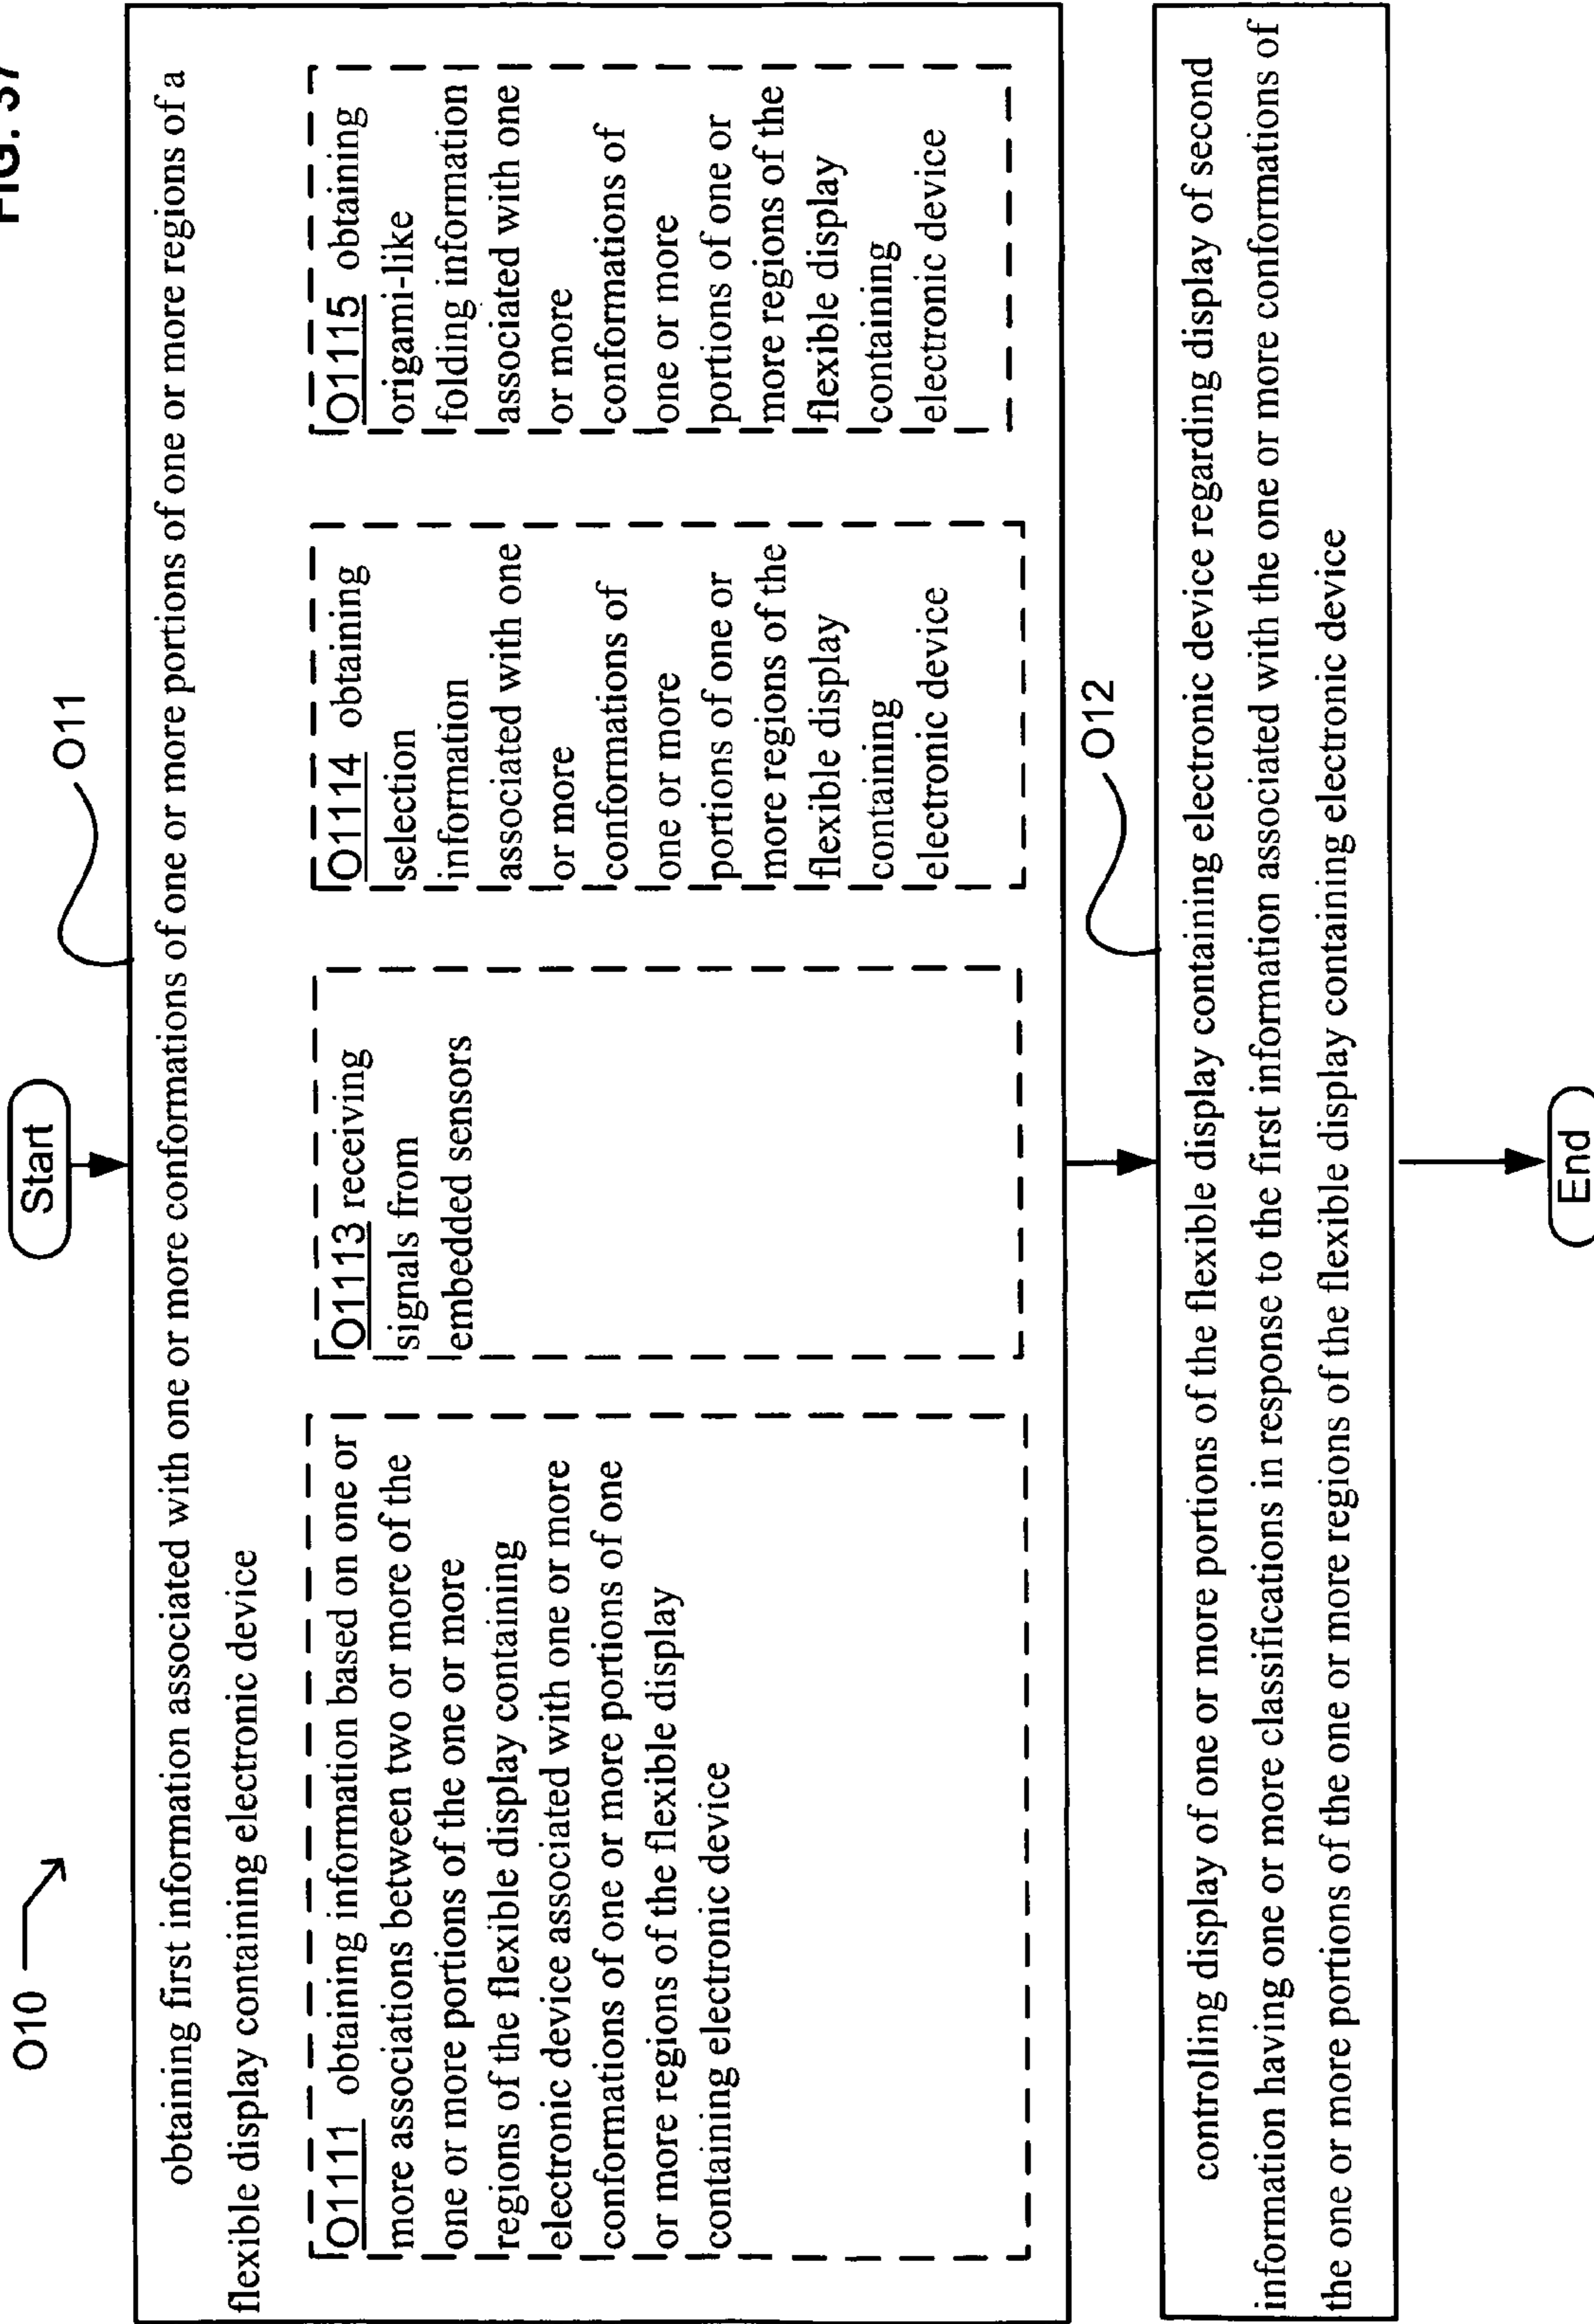 FIG. 37
O10
Start
O11
obtaining first information associated with one or more conformations of one or more portions of one or more regions of a
flexible display containing electronic device
O1111 obtaining information based on one or
more associations between two or more of the
one or more portions of the one or more
regions of the flexible display containing
electronic device associated with one or more
conformations of one or more portions of one
or more regions of the flexible display
containing electronic device
O1113 receiving
signals from
embedded sensors
O1114 obtaining
selection
information
associated with one
or more
conformations of
one or more
portions of one or
more regions of the
flexible display
containing
electronic device
O1115 obtaining
origami-like
folding information
associated with one
or more
conformations of
one or more
portions of one or
more regions of the
flexible display
containing
electronic device
O12
controlling display of one or more portions of the flexible display containing electronic device regarding display of second
information having one or more classifications in response to the first information associated with the one or more conformations of
the one or more portions of the one or more regions of the flexible display containing electronic device
End